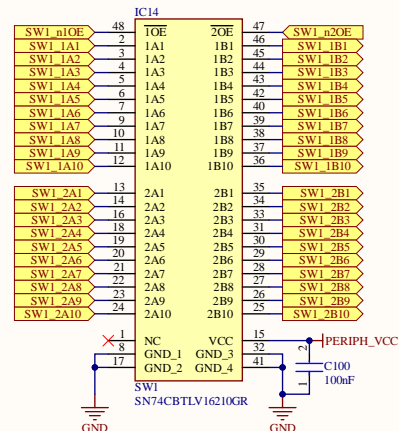 IC14
SW1_n1OE 48 1OE 2OE 47 SW1_n2OE
SW1_1A1 2 1A1 1B1 46 SW1_1B1
SW1_1A2 3 1A2 1B2 45 SW1_1B2
SW1_1A3 4 1A3 1B3 44 SW1_1B3
SW1_1A4 5 1A4 1B4 43 SW1_1B4
SW1_1A5 6 1A5 1B5 42 SW1_1B5
SW1_1A6 7 1A6 1B6 40 SW1_1B6
SW1_1A7 9 1A7 1B7 39 SW1_1B7
SW1_1A8 10 1A8 1B8 38 SW1_1B8
SW1_1A9 11 1A9 1B9 37 SW1_1B9
SW1_1A10 12 1A10 1B10 36 SW1_1B10
SW1_2A1 13 2A1 2B1 35 SW1_2B1
SW1_2A2 14 2A2 2B2 34 SW1_2B2
SW1_2A3 16 2A3 2B3 33 SW1_2B3
SW1_2A4 18 2A4 2B4 31 SW1_2B4
SW1_2A5 19 2A5 2B5 30 SW1_2B5
SW1_2A6 20 2A6 2B6 29 SW1_2B6
SW1_2A7 21 2A7 2B7 28 SW1_2B7
SW1_2A8 22 2A8 2B8 27 SW1_2B8
SW1_2A9 23 2A9 2B9 26 SW1_2B9
SW1_2A10 24 2A10 2B10 25 SW1_2B10
1 NC VCC 15 PERIPH_VCC
8 GND_1 GND_3 32 2
17 GND_2 GND_4 41 C100
1 100nF
SW1
SN74CBTLV16210GR
GND GND